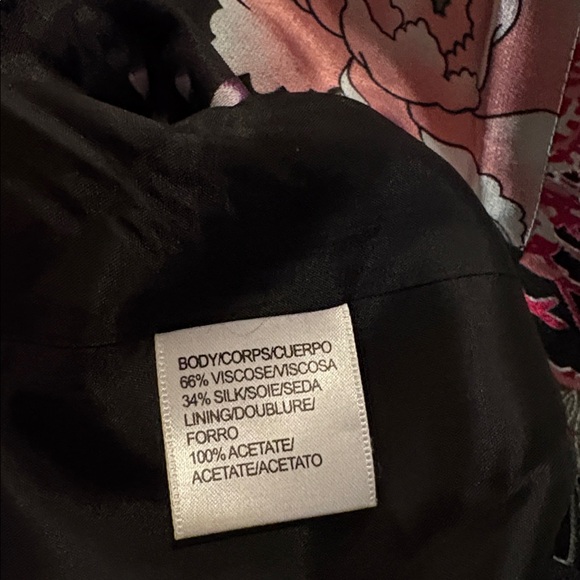 BODY/CORPS/CUERPO
66% VISCOSE/VISCOSA
34% SILK/SOIE/SEDA
LINING/DOUBLURE/
FORRO
100% ACETATE/
ACETATE/ACETATO